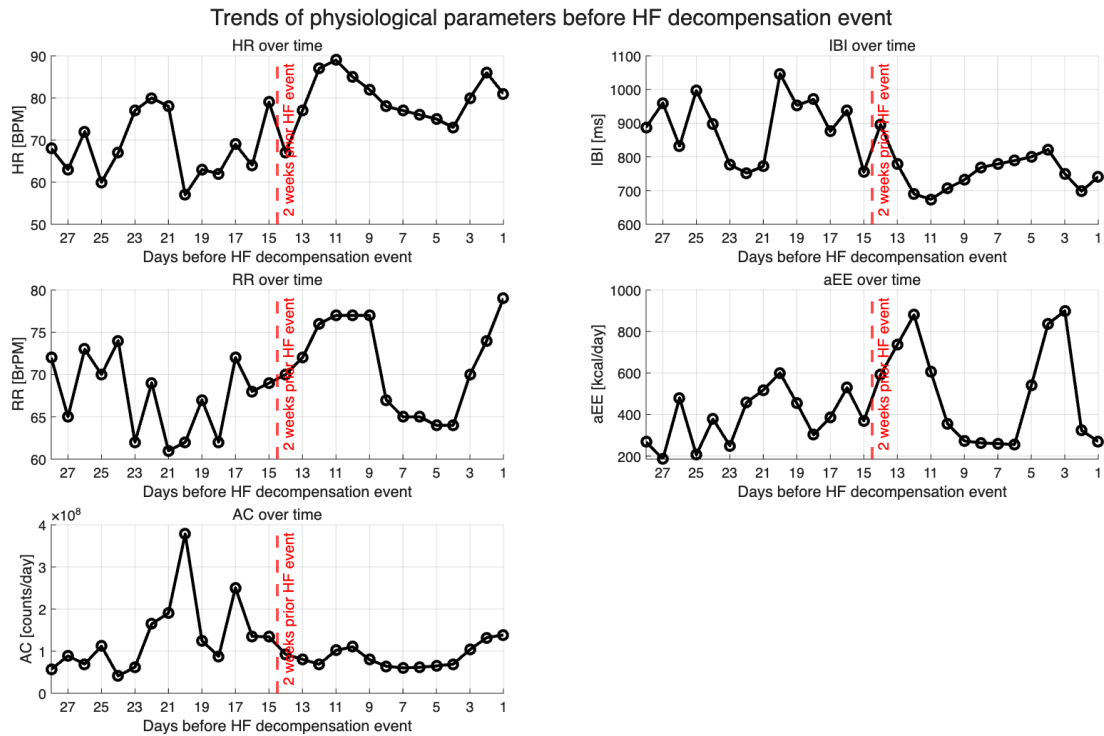 Trends of physiological parameters before HF decompensation event
HR over time
HR [BPM]
90
80
70
60
50
2 weeks prior HF event
27 25 23 21 19 17 15 13 11 9 7 5 3 1
Days before HF decompensation event
IBI over time
IBI [ms]
1100
1000
900
800
700
600
2 weeks prior HF event
27 25 23 21 19 17 15 13 11 9 7 5 3 1
Days before HF decompensation event
RR over time
RR [BrPM]
80
75
70
65
60
2 weeks prior HF event
27 25 23 21 19 17 15 13 11 9 7 5 3 1
Days before HF decompensation event
aEE over time
aEE [kcal/day]
1000
800
600
400
200
2 weeks prior HF event
27 25 23 21 19 17 15 13 11 9 7 5 3 1
Days before HF decompensation event
AC over time
×10⁸
AC [counts/day]
4
3
2
1
0
2 weeks prior HF event
27 25 23 21 19 17 15 13 11 9 7 5 3 1
Days before HF decompensation event